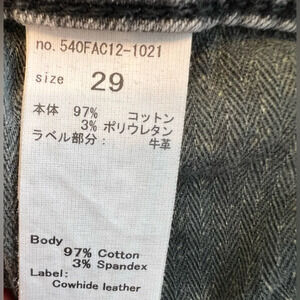 no.540FAC12-1021
size 29
本体 97% コットン
3% ポリウレタン
ラベル部分: 牛革
Body
97% Cotton
3% Spandex
Label:
Cowhide leather